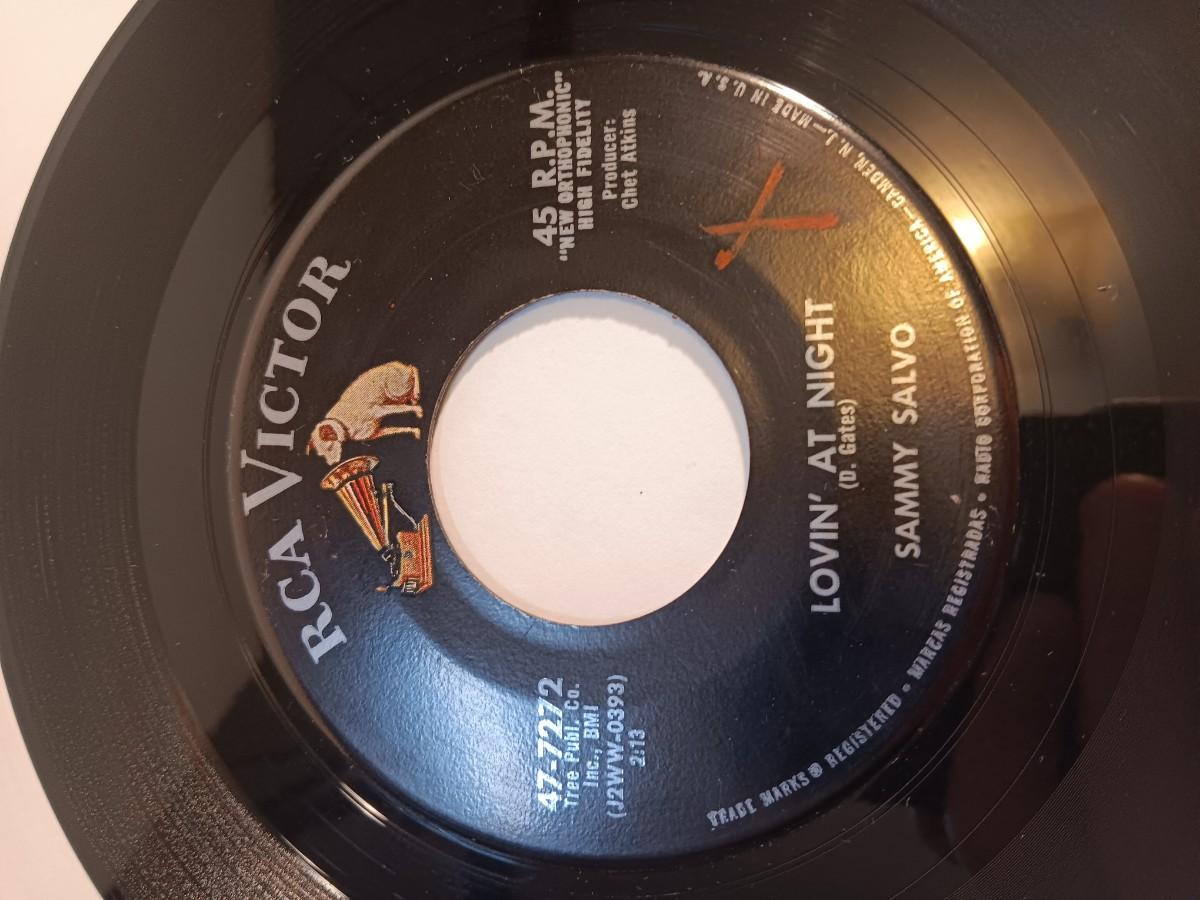 RCA VICTOR
47-7272
Tree Publ. Co.
Inc., BMI
(J2WW-0393)
2:13
45 R.P.M.
"NEW ORTHOPHONIC"
HIGH FIDELITY
Producer:
Chet Atkins
LOVIN' AT NIGHT
(D. Gates)
SAMMY SALVO
TRADE MARKS ® REGISTERED • MARCAS REGISTRADAS • RADIO CORPORATION OF AMERICA—CAMDEN, N. J.—MADE IN U.S.A.